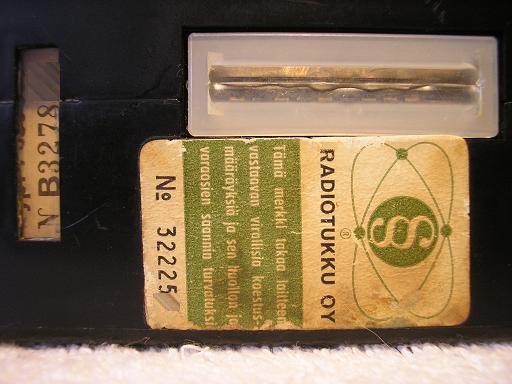 §
RADIOTUKKU OY
®
Tämä merkki takaa laitteen
vastaavan virallisia koestus-
määräyksiä ja sen huollon ja
varaosien saannin turvatuksi
№ 32225
N B3278